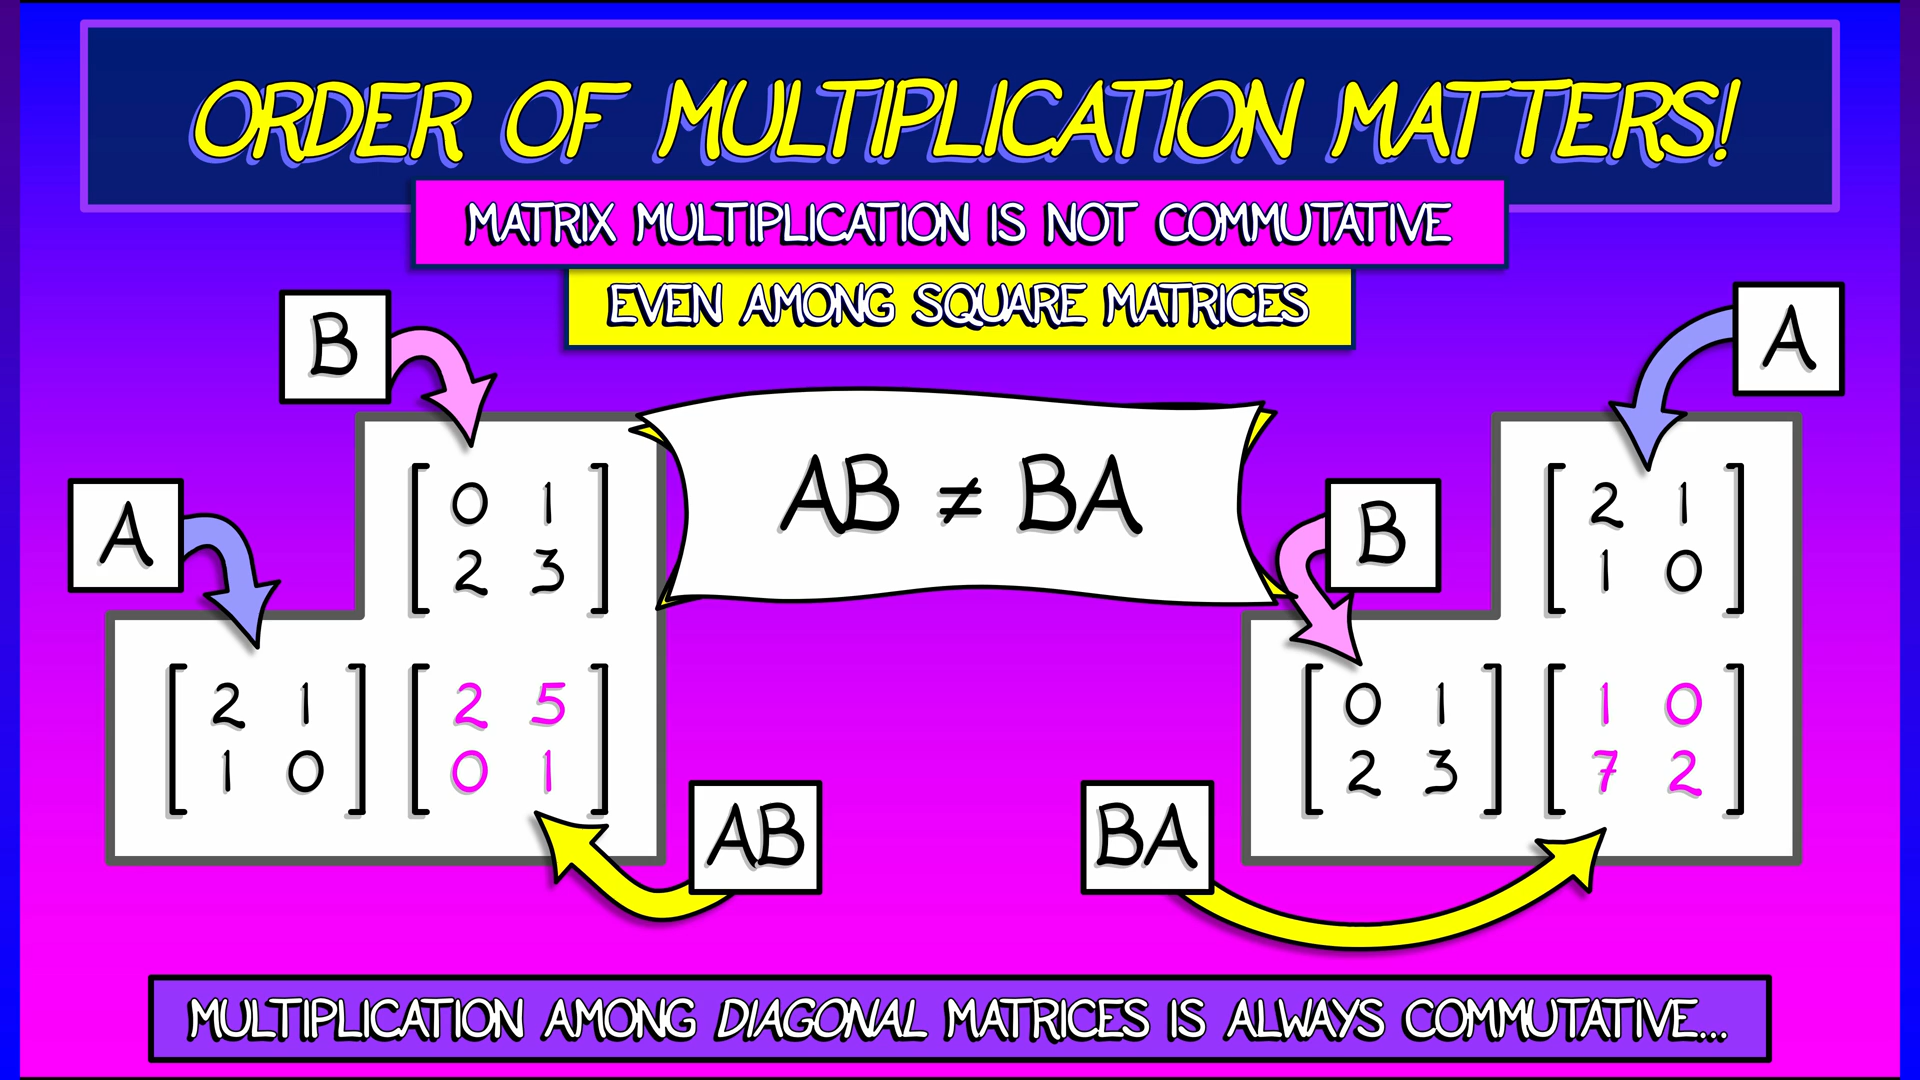 ORDER OF MULTIPLICATION MATTERS!
MATRIX MULTIPLICATION IS NOT COMMUTATIVE
EVEN AMONG SQUARE MATRICES
B
A
0 1
2 3
2 1
1 0
2 5
0 1
AB
AB ≠ BA
A
B
2 1
1 0
0 1
2 3
1 0
7 2
BA
MULTIPLICATION AMONG DIAGONAL MATRICES IS ALWAYS COMMUTATIVE...